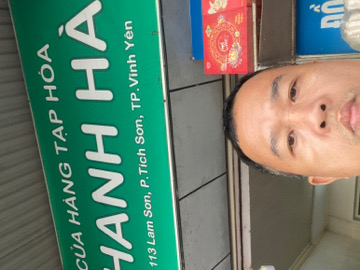 CỬA HÀNG TẠP HÓA
HANH HÀ
113 Lam Sơn, P.Tích Sơn, TP.Vĩnh Yên